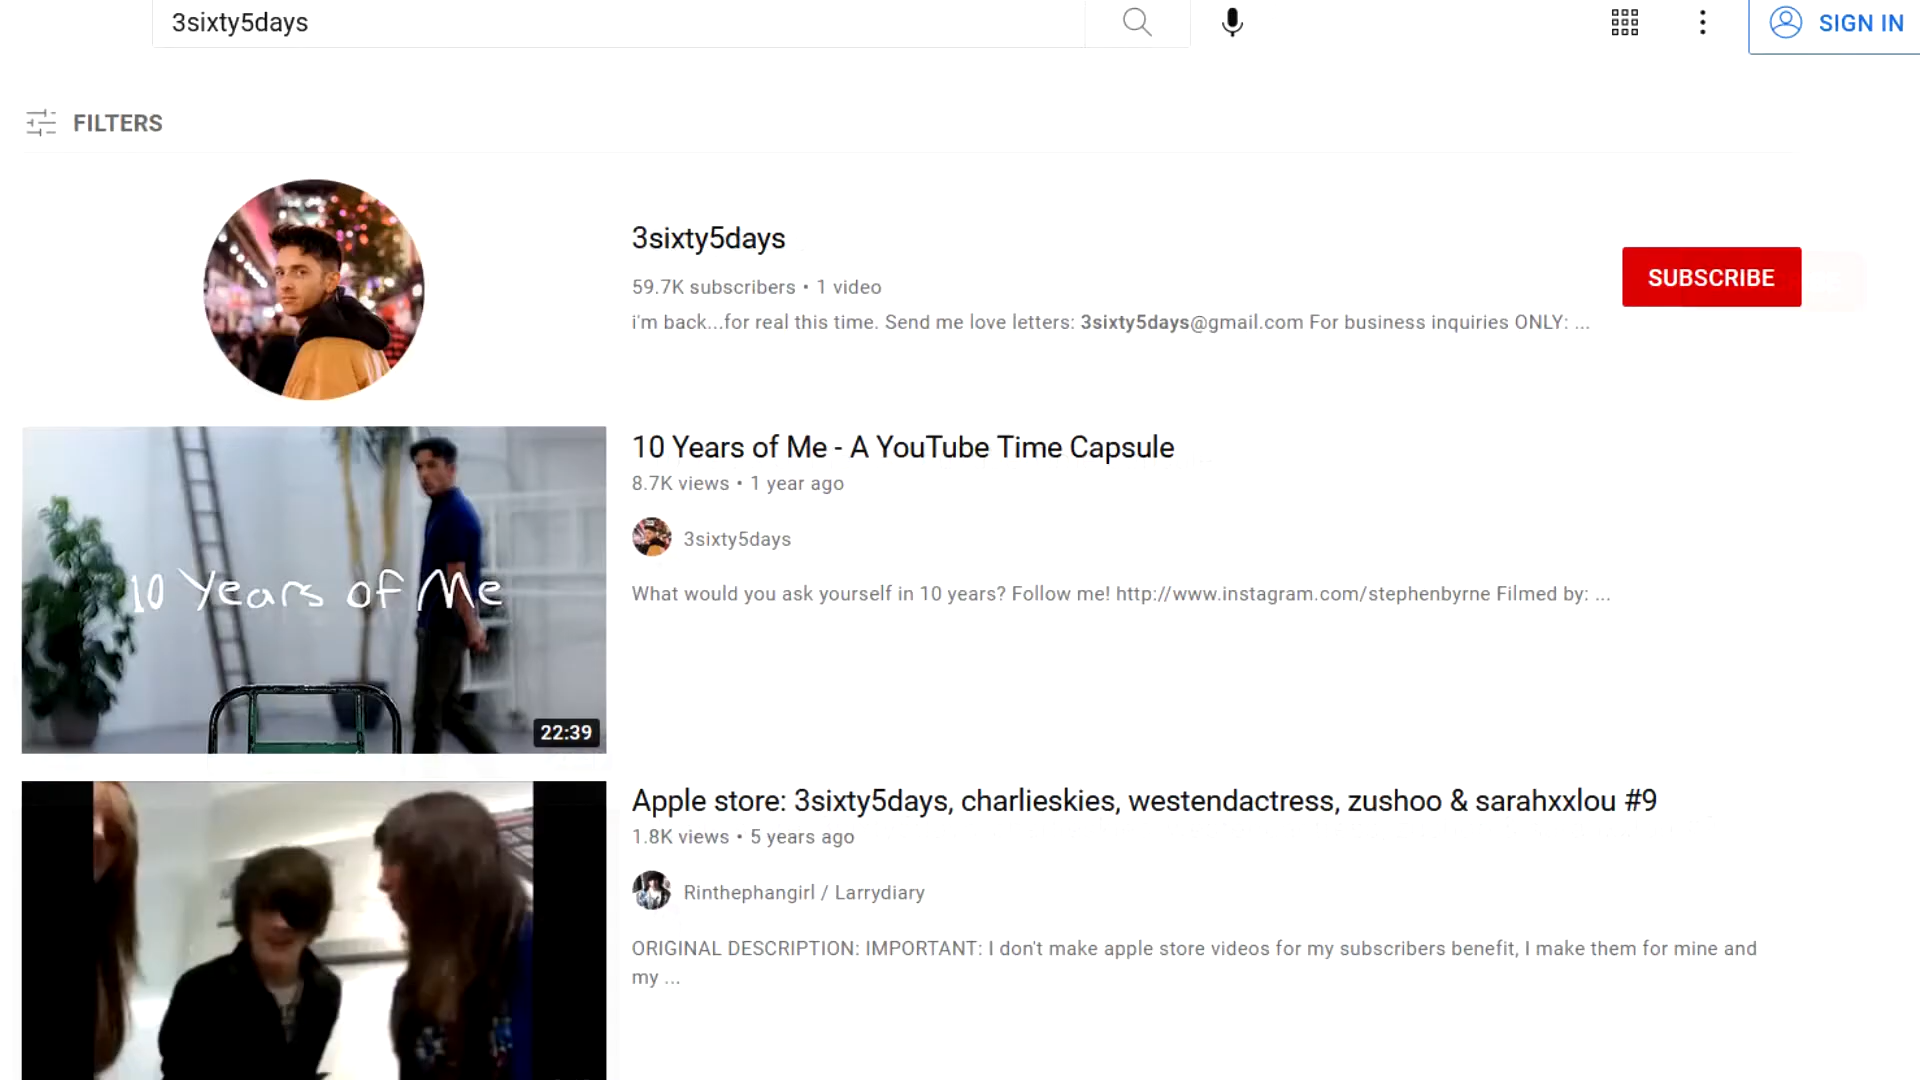 3sixty5days
SIGN IN
FILTERS
3sixty5days
59.7K subscribers • 1 video
i'm back...for real this time. Send me love letters: 3sixty5days@gmail.com For business inquiries ONLY: ...
SUBSCRIBE
10 Years of Me
22:39
10 Years of Me - A YouTube Time Capsule
8.7K views • 1 year ago
3sixty5days
What would you ask yourself in 10 years? Follow me! http://www.instagram.com/stephenbyrne Filmed by: ...
Apple store: 3sixty5days, charlieskies, westendactress, zushoo & sarahxxlou #9
1.8K views • 5 years ago
Rinthephangirl / Larrydiary
ORIGINAL DESCRIPTION: IMPORTANT: I don't make apple store videos for my subscribers benefit, I make them for mine and
my ...